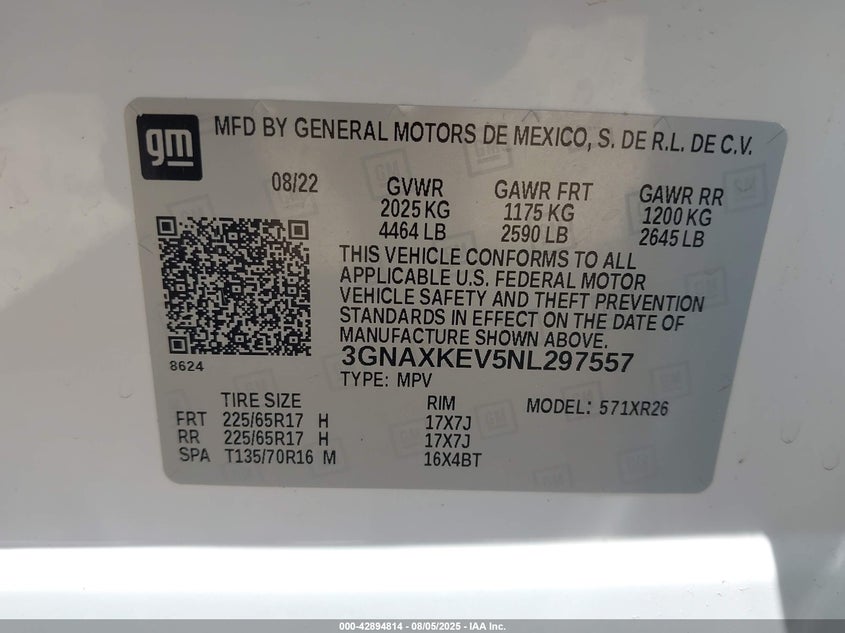 gm
MFD BY GENERAL MOTORS DE MEXICO, S. DE R.L. DE C.V.
08/22 GVWR GAWR FRT GAWR RR
2025 KG 1175 KG 1200 KG
4464 LB 2590 LB 2645 LB
THIS VEHICLE CONFORMS TO ALL
APPLICABLE U.S. FEDERAL MOTOR
VEHICLE SAFETY AND THEFT PREVENTION
STANDARDS IN EFFECT ON THE DATE OF
MANUFACTURE SHOWN ABOVE.
8624 3GNAXKEV5NL297557
TYPE: MPV
TIRE SIZE RIM MODEL: 571XR26
FRT 225/65R17 H 17X7J
RR 225/65R17 H 17X7J
SPA T135/70R16 M 16X4BT
000-42894814 - 08/05/2025 - IAA Inc.